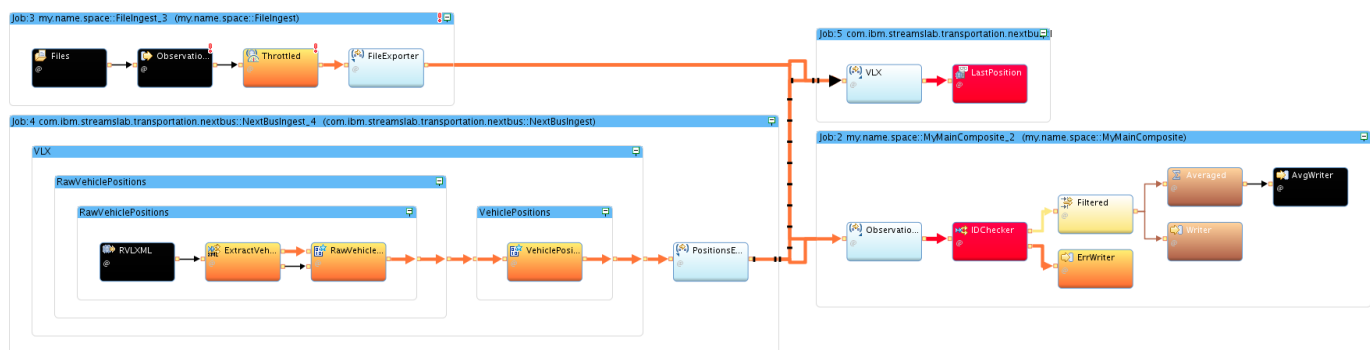 Job:3 my.name.space::FileIngest_3 (my.name.space::FileIngest)
Files
Observatio...
Throttled
FileExporter
Job:5 com.ibm.streamslab.transportation.nextbu
VLX
LastPosition
Job:4 com.ibm.streamslab.transportation.nextbus::NextBusIngest_4 (com.ibm.streamslab.transportation.nextbus::NextBusIngest)
VLX
RawVehiclePositions
RawVehiclePositions
RVLXML
ExtractVeh...
RawVehicle...
VehiclePositions
VehiclePosi...
PositionsE...
Job:2 my.name.space::MyMainComposite_2 (my.name.space::MyMainComposite)
Observatio...
IDChecker
Filtered
ErrWriter
Averaged
Writer
AvgWriter